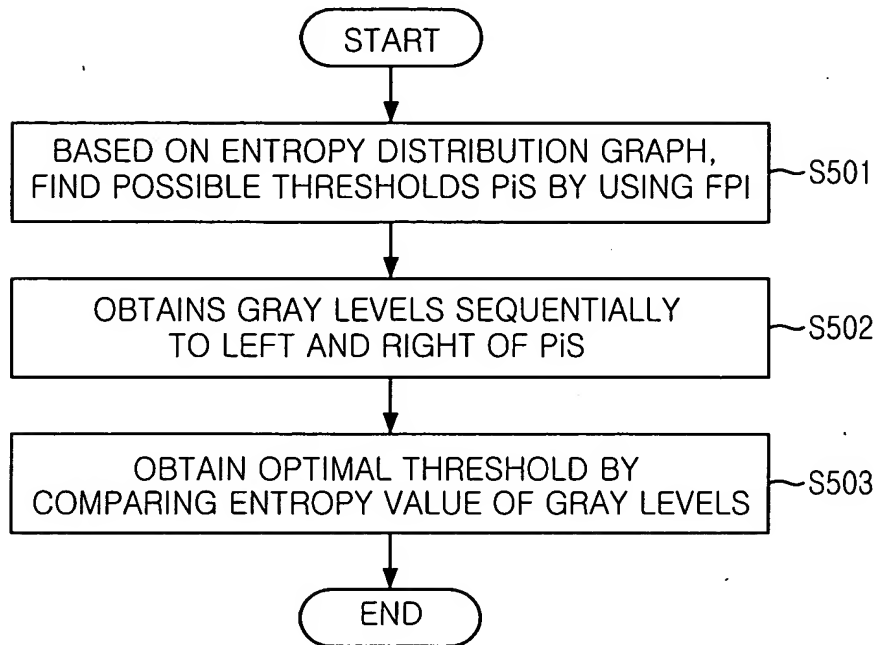 START
BASED ON ENTROPY DISTRIBUTION GRAPH,
FIND POSSIBLE THRESHOLDS PiS BY USING FPI
S501
OBTAINS GRAY LEVELS SEQUENTIALLY
TO LEFT AND RIGHT OF PiS
S502
OBTAIN OPTIMAL THRESHOLD BY
COMPARING ENTROPY VALUE OF GRAY LEVELS
S503
END